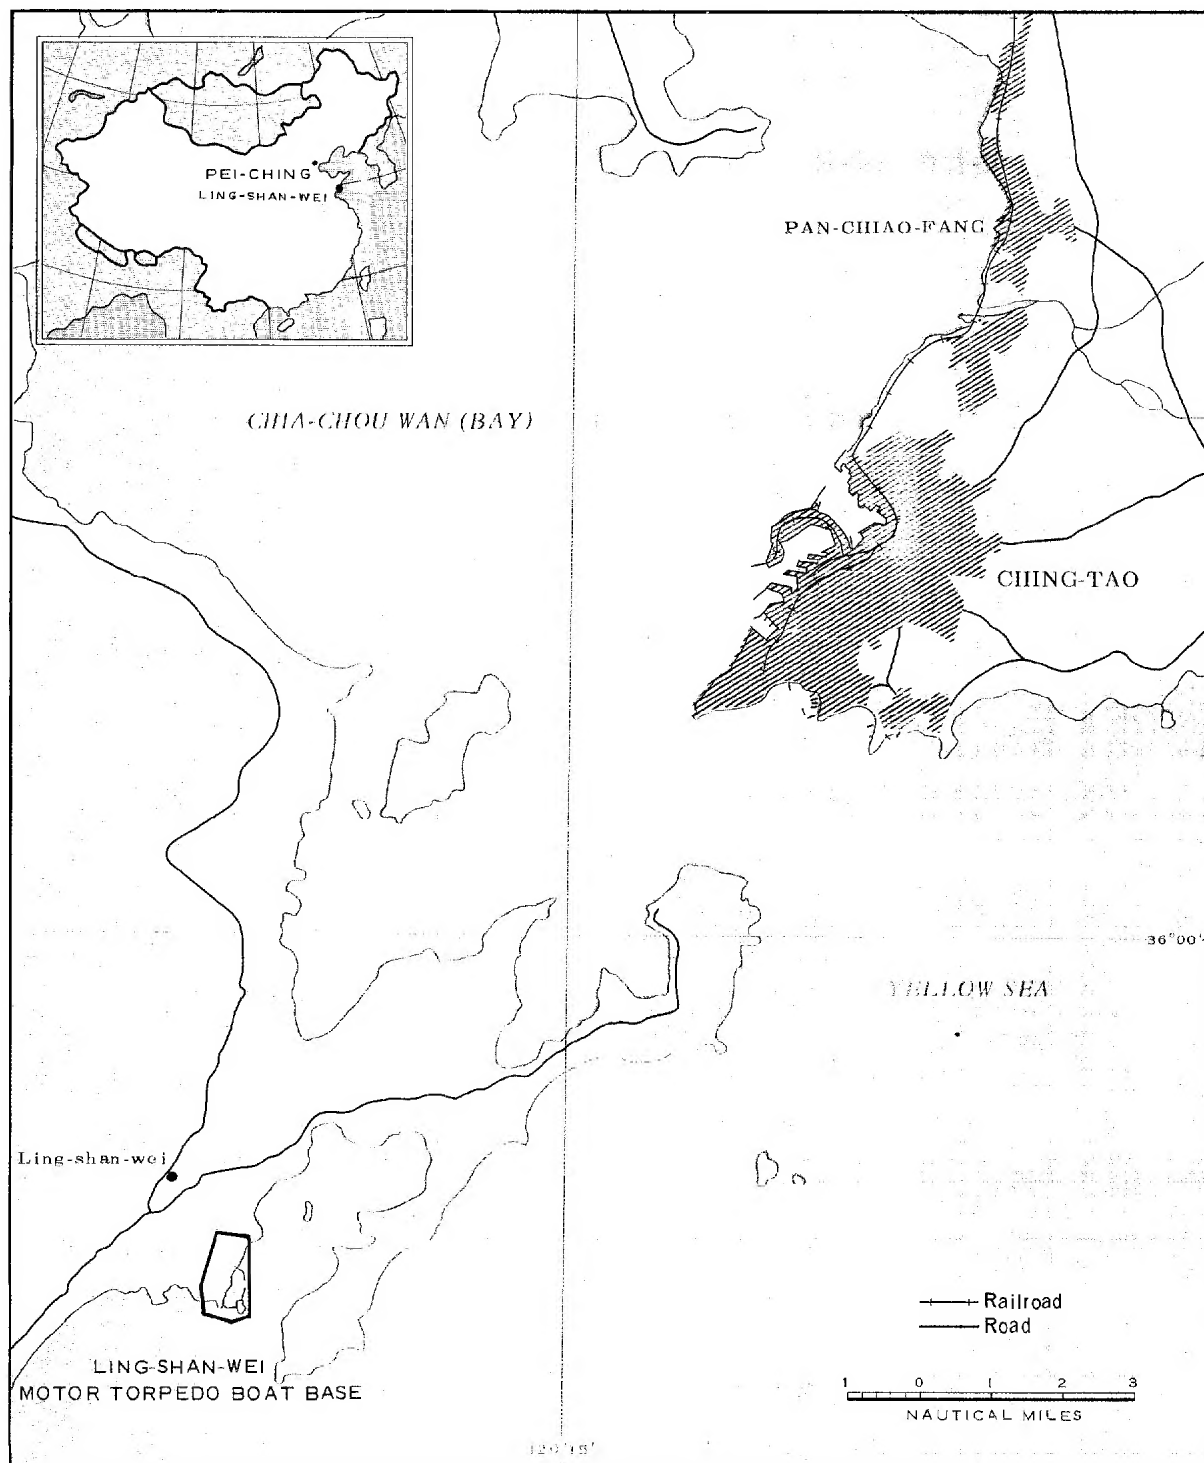 PEI-CHING
LING-SHAN-WEI
PAN-CHIAO-FANG
CHIA-CHOU WAN (BAY)
CHING-TAO
36°00'
YELLOW SEA
Ling-shan-wei
Railroad
Road
LING-SHAN-WEI
MOTOR TORPEDO BOAT BASE
1 0 1 2 3
NAUTICAL MILES
120°15'